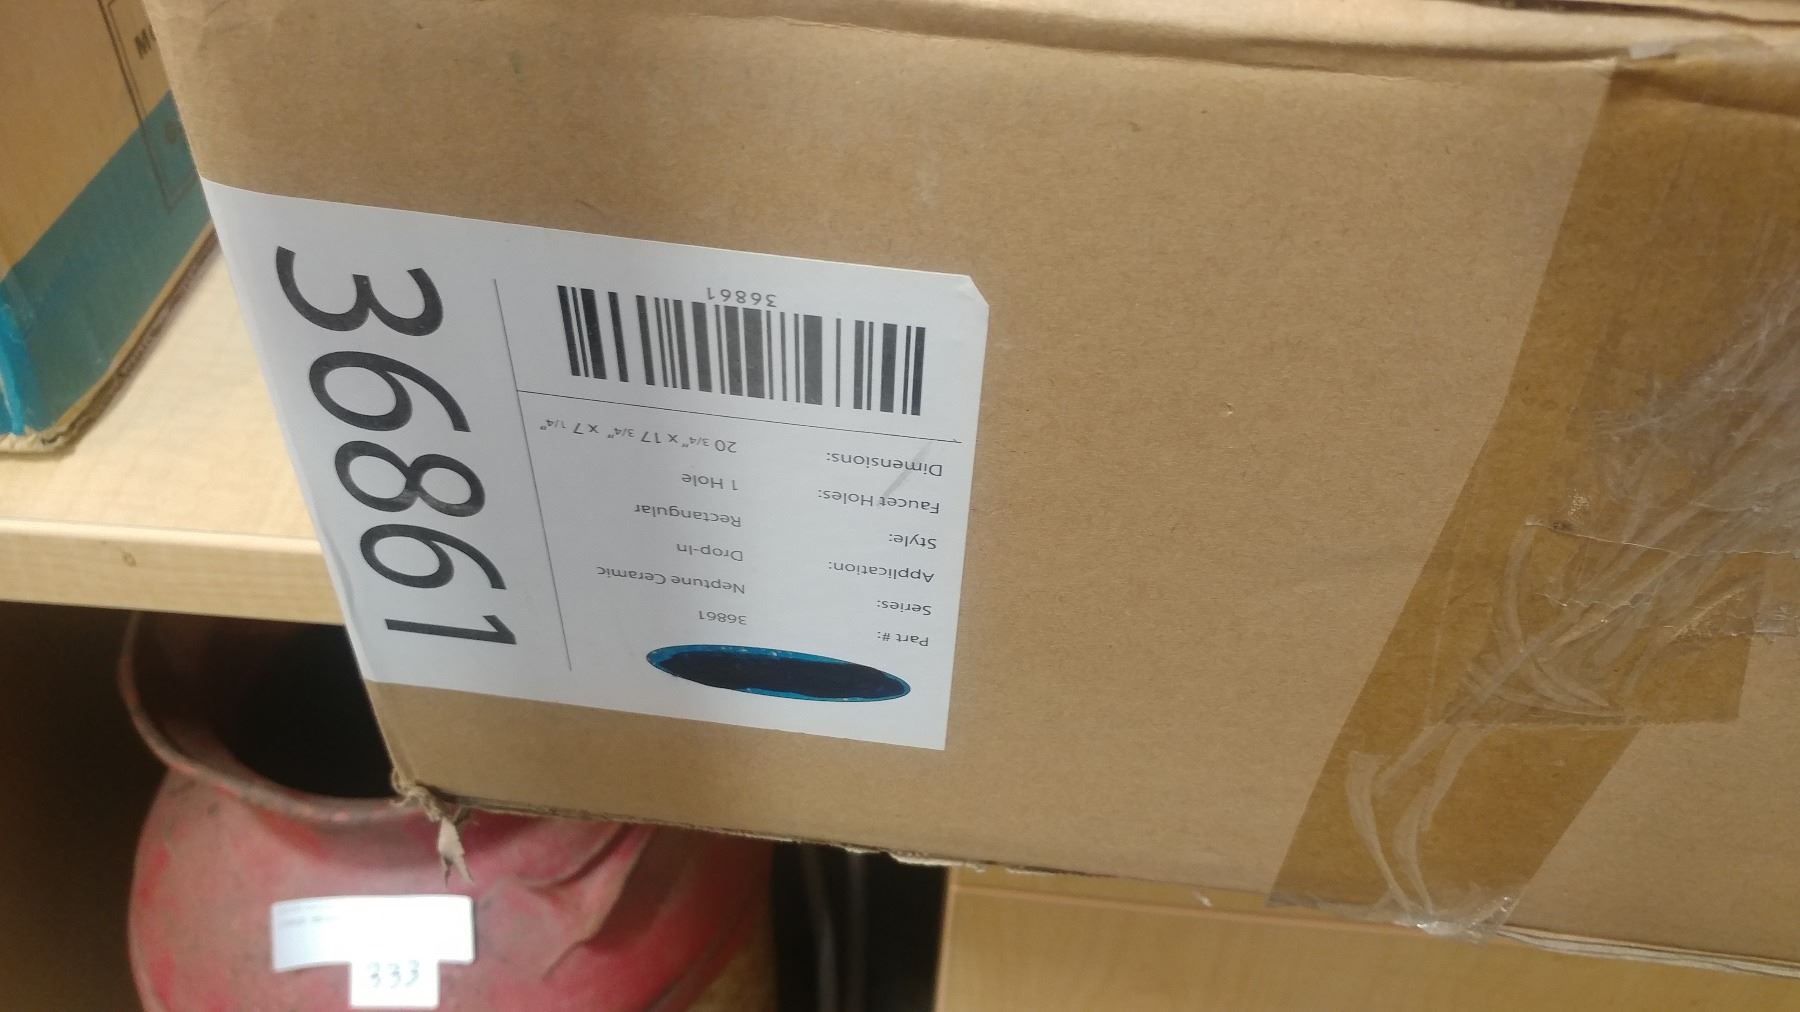 Part #: 36861
Series: Neptune Ceramic
Application: Drop-In
Style: Rectangular
Faucet Holes: 1 Hole
Dimensions: 20 3/4" x 17 3/4" x 7 1/4"
36861
36861
333